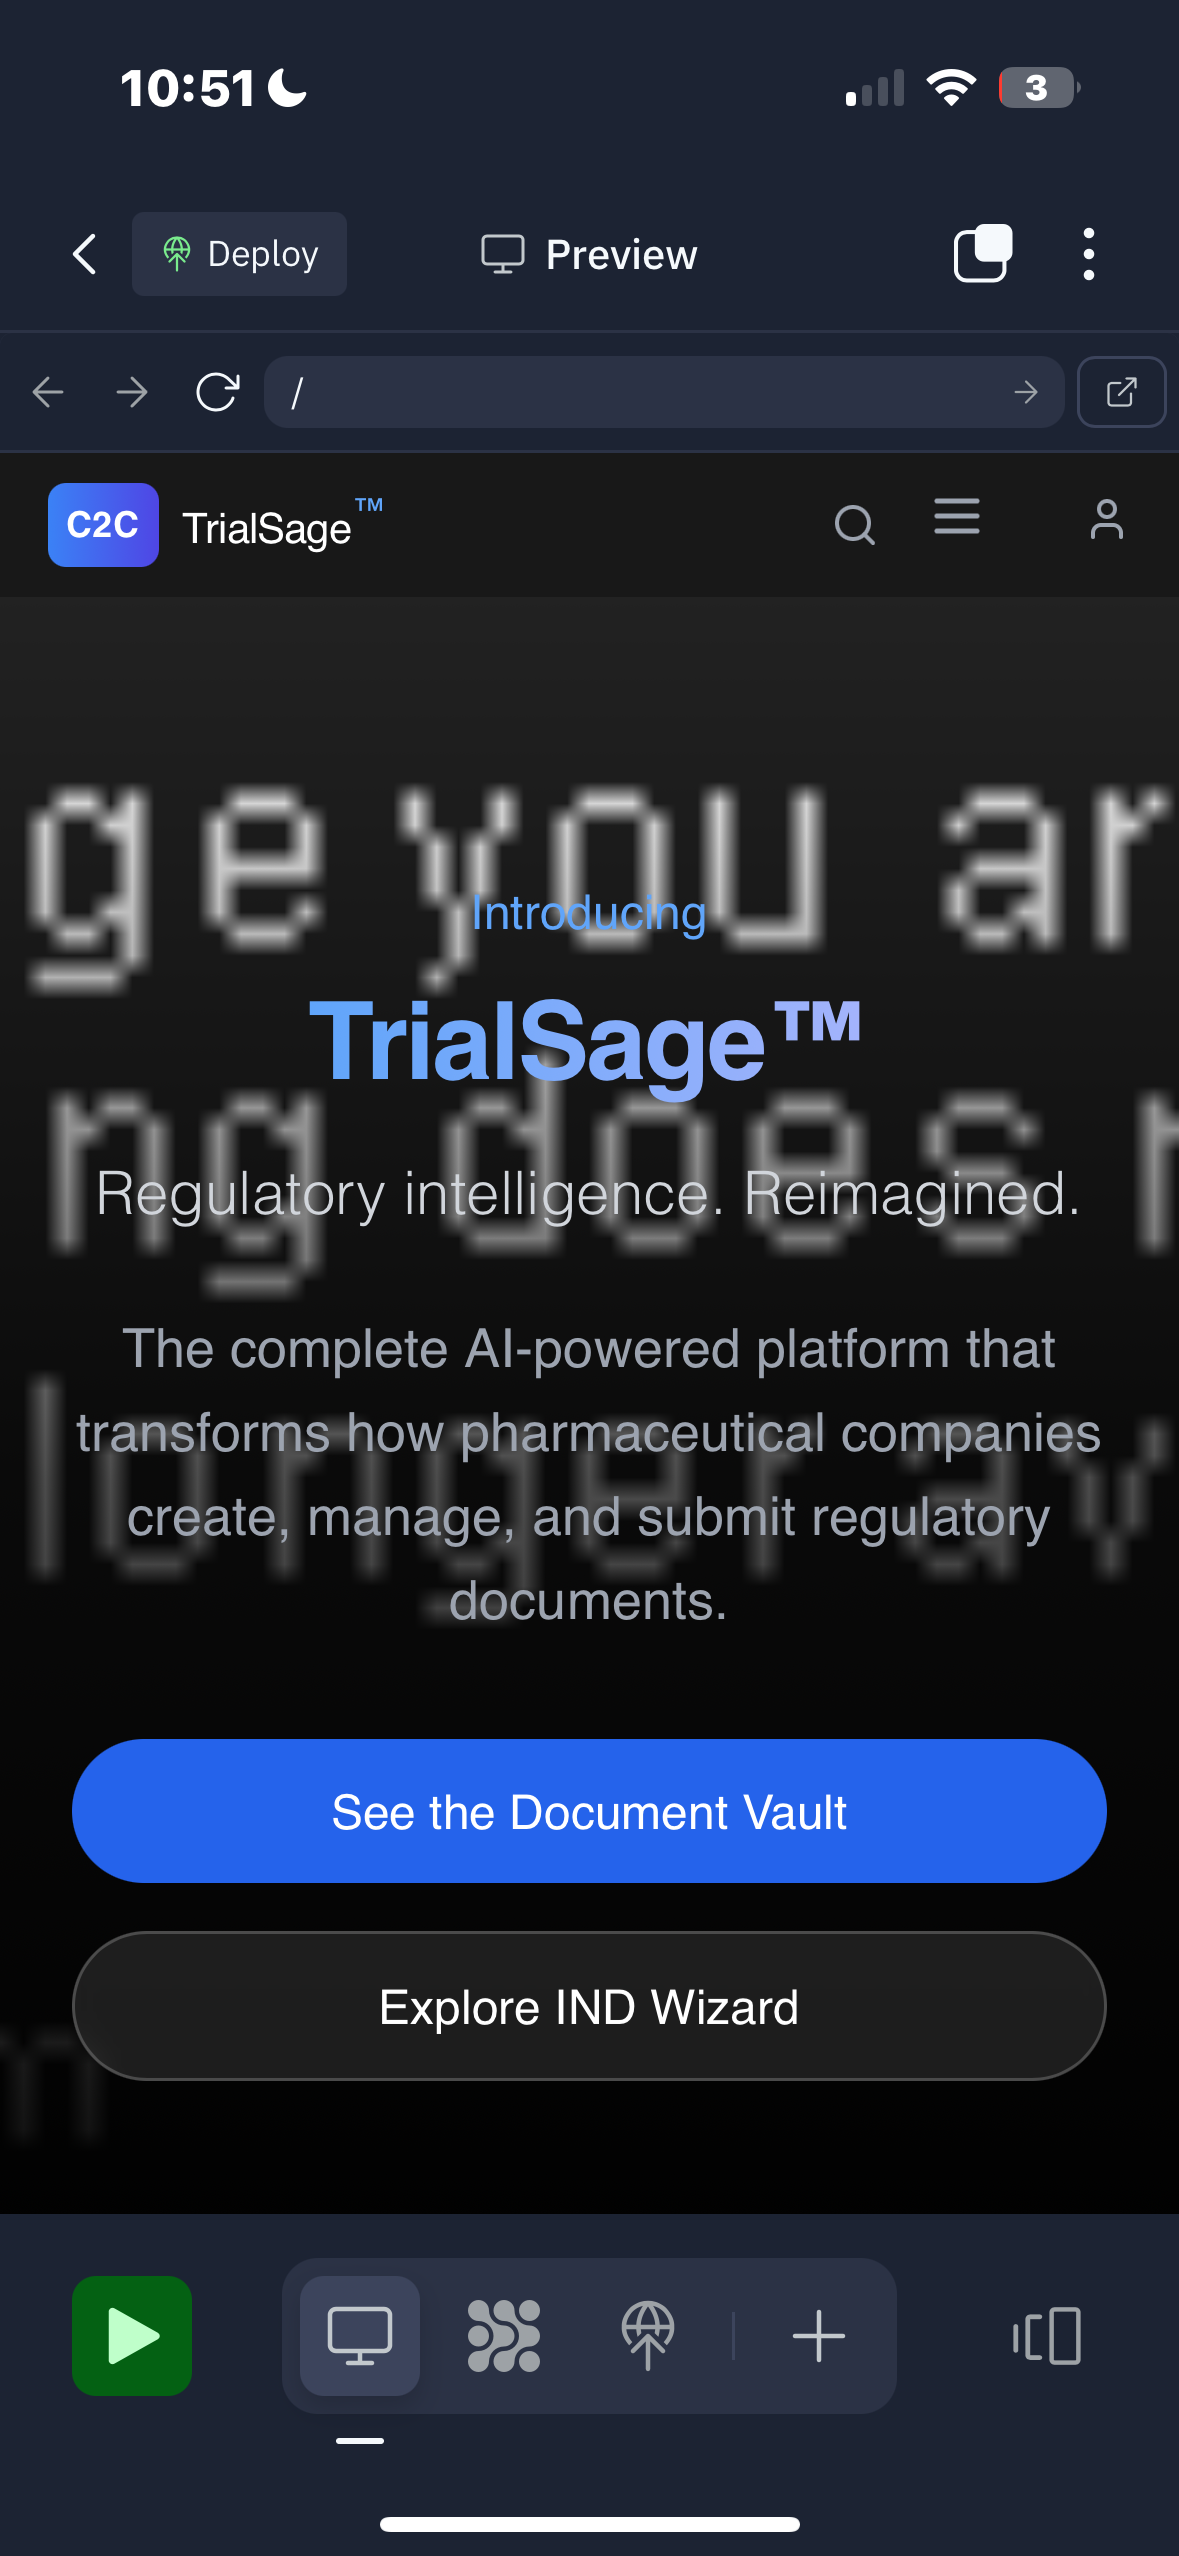 10:51
3
Deploy
Preview
/
C2C TrialSage™
ge you ar
Introducing
TrialSage™
ng does
Regulatory intelligence. Reimagined.
The complete AI-powered platform that
transforms how pharmaceutical companies
longer av
create, manage, and submit regulatory
documents.
See the Document Vault
Explore IND Wizard